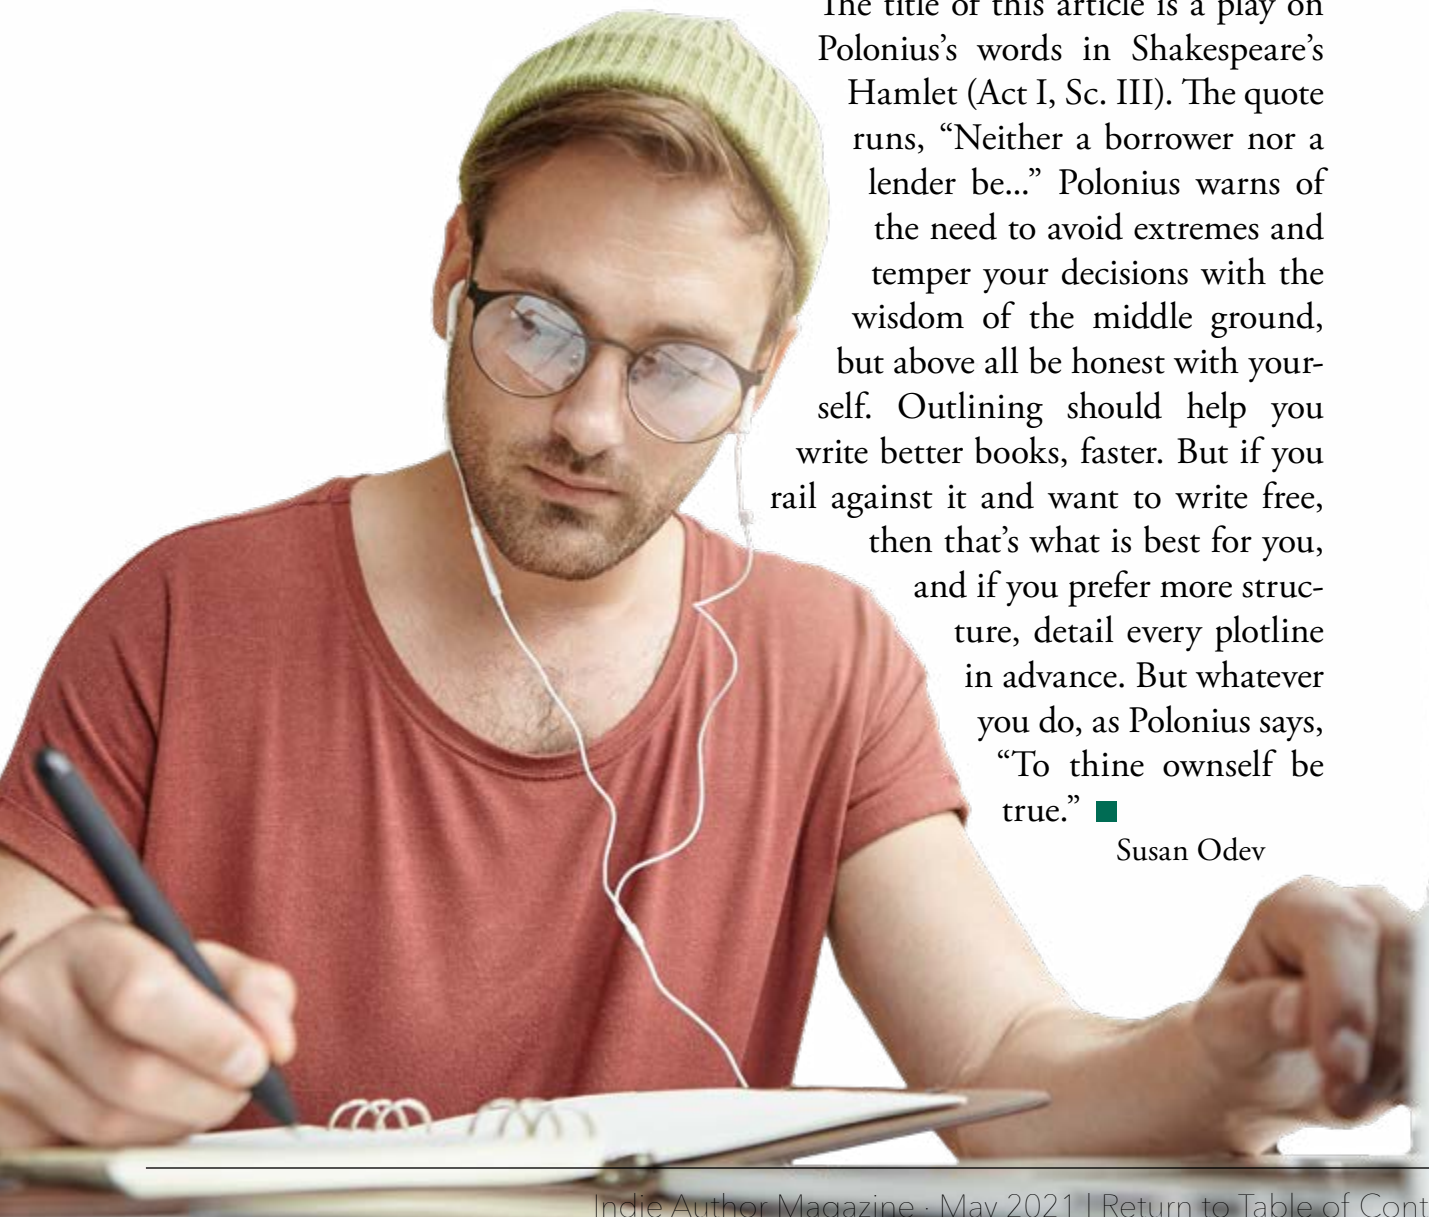 The title of this article is a play on
Polonius’s words in Shakespeare’s
Hamlet (Act I, Sc. III). The quote
runs, “Neither a borrower nor a
lender be...” Polonius warns of
the need to avoid extremes and
temper your decisions with the
wisdom of the middle ground,
but above all be honest with your-
self. Outlining should help you
write better books, faster. But if you
rail against it and want to write free,
then that’s what is best for you,
and if you prefer more struc-
ture, detail every plotline
in advance. But whatever
you do, as Polonius says,
“To thine ownself be
true.”
Susan Odev
Indie Author Magazine · May 2021 | Return to Table of Cont